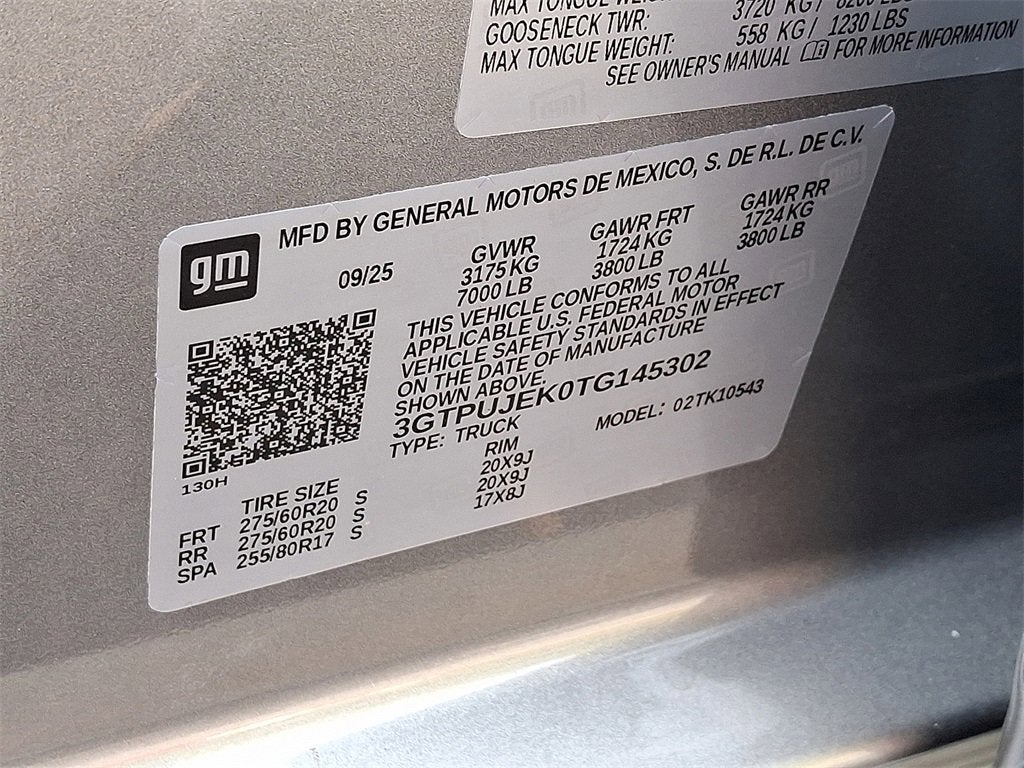 GOOSENECK TWR: 3720 KG/
MAX TONGUE WEIGHT: 558 KG/ 1230 LBS
SEE OWNER'S MANUAL FOR MORE INFORMATION
gm
MFD BY GENERAL MOTORS DE MEXICO, S. DE R.L. DE C.V.
09/25 GVWR GAWR FRT GAWR RR
3175 KG 1724 KG 1724 KG
7000 LB 3800 LB 3800 LB
THIS VEHICLE CONFORMS TO ALL
APPLICABLE U.S. FEDERAL MOTOR
VEHICLE SAFETY STANDARDS IN EFFECT
ON THE DATE OF MANUFACTURE
SHOWN ABOVE.
3GTPUJEK0TG145302
TYPE: TRUCK MODEL: 02TK10543
130H
TIRE SIZE RIM
FRT 275/60R20 S 20X9J
RR 275/60R20 S 20X9J
SPA 255/80R17 S 17X8J